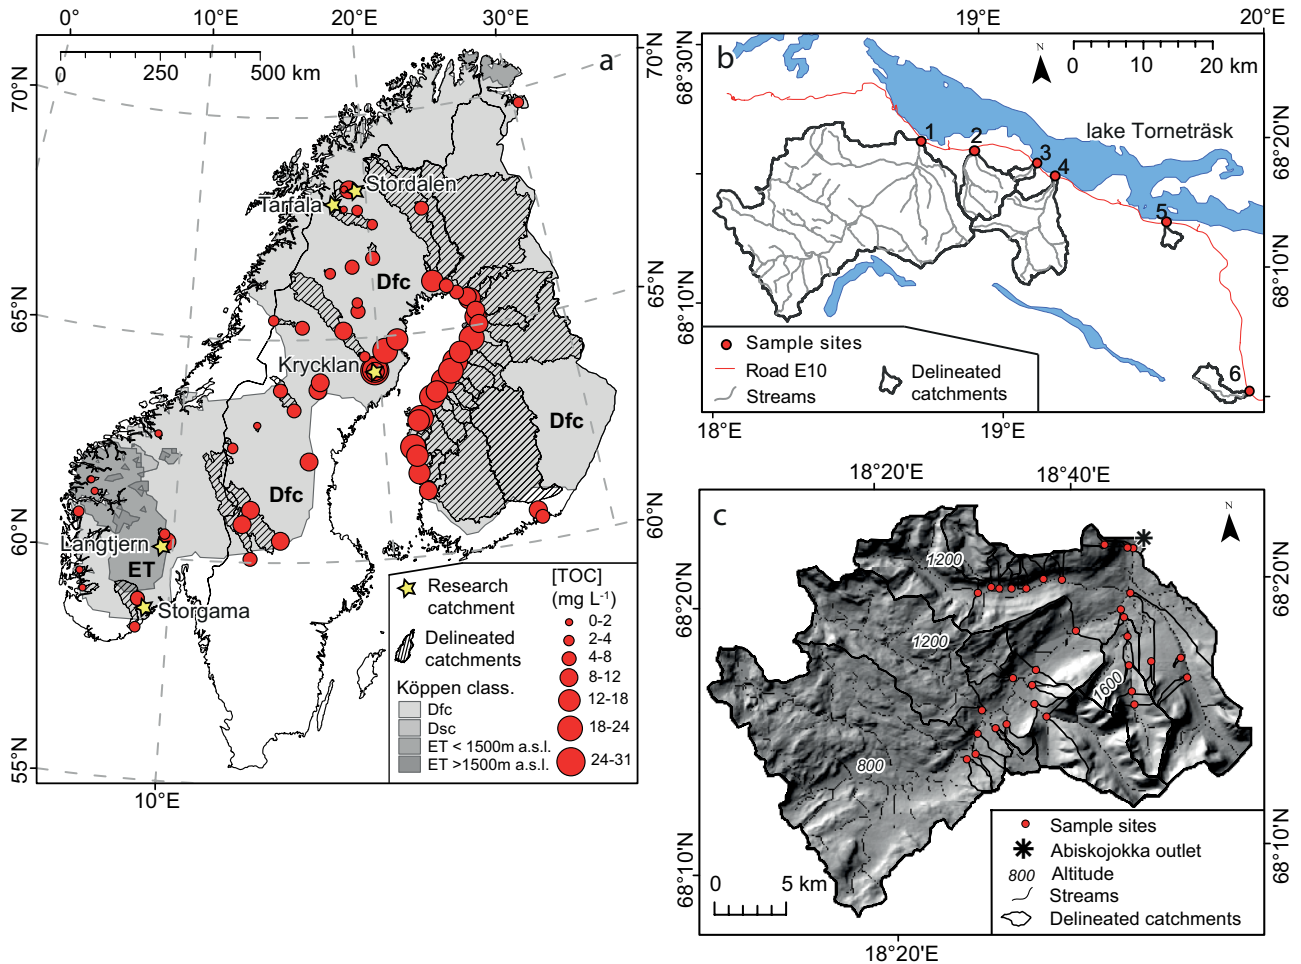 0°
10°E
20°E
30°E
70°N
65°N
60°N
55°N
70°N
65°N
60°N
10°E
a
0
250
500 km
Stordalen
Tarfala
Dfc
Krycklan
Dfc
Dfc
Langtjern
ET
Storgama
Research
catchment
Delineated
catchments
Köppen class.
Dfc
Dsc
ET < 1500m a.s.l.
ET >1500m a.s.l.
[TOC]
(mg L-1)
0-2
2-4
4-8
8-12
12-18
18-24
24-31
19°E
20°E
b
N
0
10
20 km
68°30'N
68°10'N
68°20'N
68°10'N
lake Torneträsk
1
2
3
4
5
6
Sample sites
Road E10
Streams
Delineated
catchments
18°E
19°E
18°20'E
18°40'E
c
N
68°20'N
68°10'N
68°20'N
68°10'N
1200
1200
1600
800
0
5 km
Sample sites
Abiskojokka outlet
800
Altitude
Streams
Delineated catchments
18°20'E